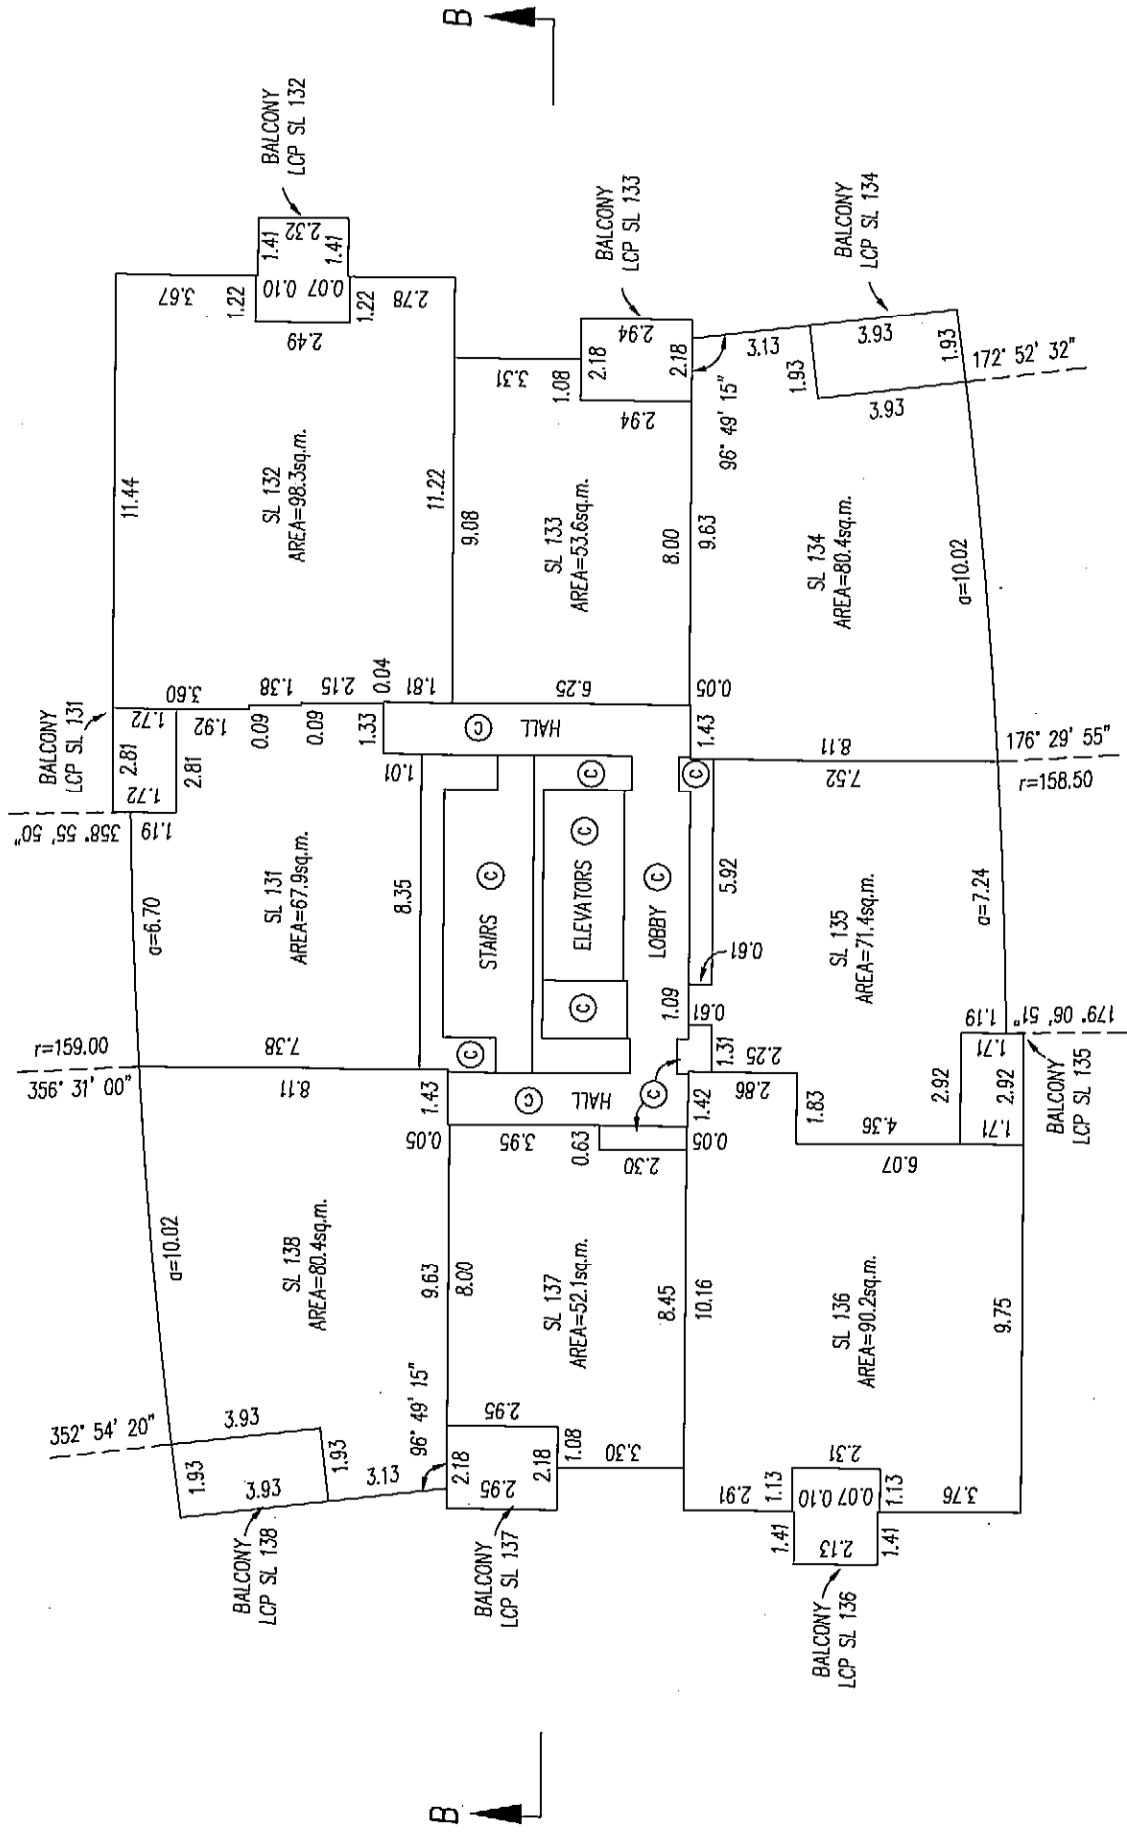 B
BALCONY
LCP SL 132
2.32
1.41
1.41
3.67
1.22
0.10
0.07
1.22
2.78
2.49
11.44
SL 132
AREA=98.3sq.m.
11.22
BALCONY
LCP SL 133
2.94
2.18
2.18
3.31
1.08
2.94
9.08
SL 133
AREA=53.6sq.m.
8.00
6.25
BALCONY
LCP SL 134
96° 49' 15"
3.13
3.93
1.93
1.93
3.93
172° 52' 32"
9.63
SL 134
AREA=80.4sq.m.
a=10.02
0.05
1.43
8.11
176° 29' 55"
r=158.50
BALCONY
LCP SL 131
3.60
1.38
2.15
0.04
1.81
1.72
1.92
0.09
0.09
1.33
2.81
2.81
1.72
1.19
358° 55' 50"
1.01
a=6.70
SL 131
AREA=67.9sq.m.
8.35
r=159.00
356° 31' 00"
7.38
HALL
C
C
C
STAIRS C
ELEVATORS C
LOBBY C
C
C
HALL
C
C
7.52
5.92
0.61
0.61
1.09
1.31
SL 135
AREA=71.4sq.m.
a=7.24
1.19
179° 06' 51"
1.71
2.92
2.92
1.71
BALCONY
LCP SL 135
2.25
2.86
1.83
4.36
6.07
1.42
0.05
8.11
1.43
0.05
3.95
0.63
2.30
a=10.02
SL 138
AREA=80.4sq.m.
9.63
352° 54' 20"
3.93
1.93
1.93
3.93
3.13
96° 49' 15"
BALCONY
LCP SL 138
8.00
SL 137
AREA=52.1sq.m.
8.45
2.95
2.18
2.18
1.08
2.95
3.30
BALCONY
LCP SL 137
10.16
SL 136
AREA=90.2sq.m.
9.75
2.31
2.91
1.13
0.10
0.07
1.13
3.76
1.41
1.41
2.13
BALCONY
LCP SL 136
B